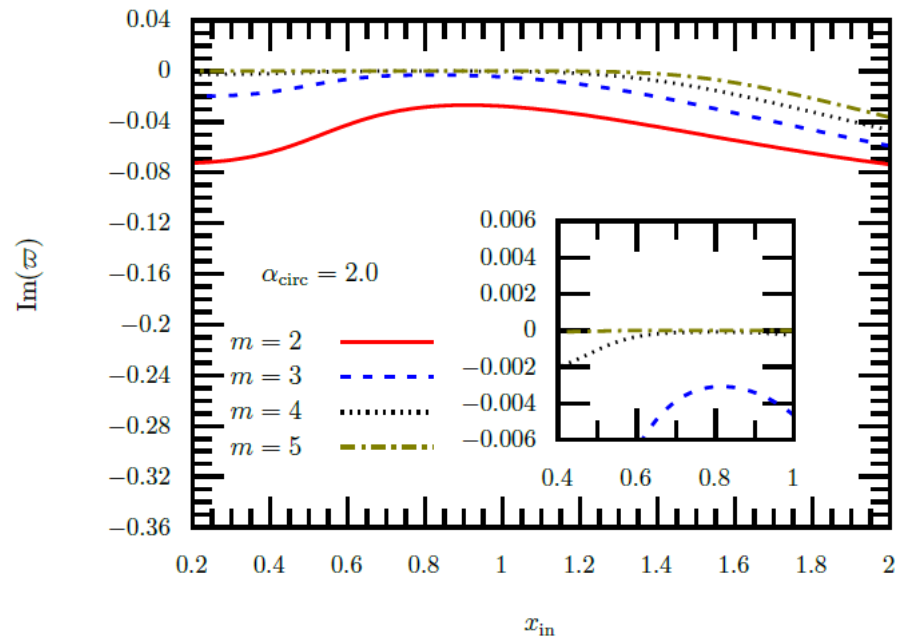 0.04
0
−0.04
−0.08
−0.12
−0.16
−0.2
−0.24
−0.28
−0.32
−0.36
Im(ϖ)
α_circ = 2.0
m = 2
m = 3
m = 4
m = 5
0.006
0.004
0.002
0
−0.002
−0.004
−0.006
0.4 0.6 0.8 1
0.2 0.4 0.6 0.8 1 1.2 1.4 1.6 1.8 2
x_in